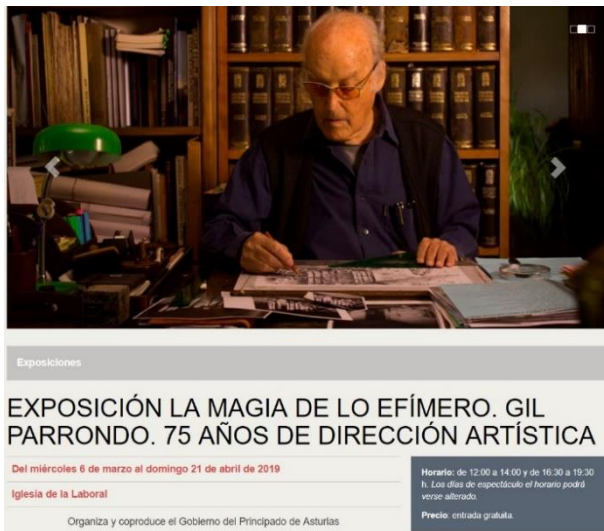 Exposiciones
EXPOSICIÓN LA MAGIA DE LO EFÍMERO. GIL
PARRONDO. 75 AÑOS DE DIRECCIÓN ARTÍSTICA
Del miércoles 6 de marzo al domingo 21 de abril de 2019
Iglesia de la Laboral
Organiza y coproduce el Gobierno del Principado de Asturias
Horario: de 12:00 a 14:00 y de 16:30 a 19:30
h. Los días de espectáculo el horario podrá
verse alterado.
Precio: entrada gratuita.